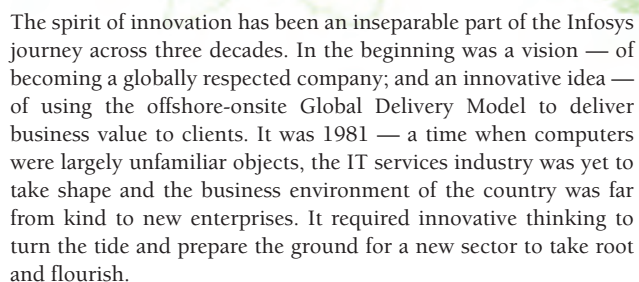 The spirit of innovation has been an inseparable part of the Infosys
journey across three decades. In the beginning was a vision — of
becoming a globally respected company; and an innovative idea —
of using the offshore-onsite Global Delivery Model to deliver
business value to clients. It was 1981 — a time when computers
were largely unfamiliar objects, the IT services industry was yet to
take shape and the business environment of the country was far
from kind to new enterprises. It required innovative thinking to
turn the tide and prepare the ground for a new sector to take root
and flourish.